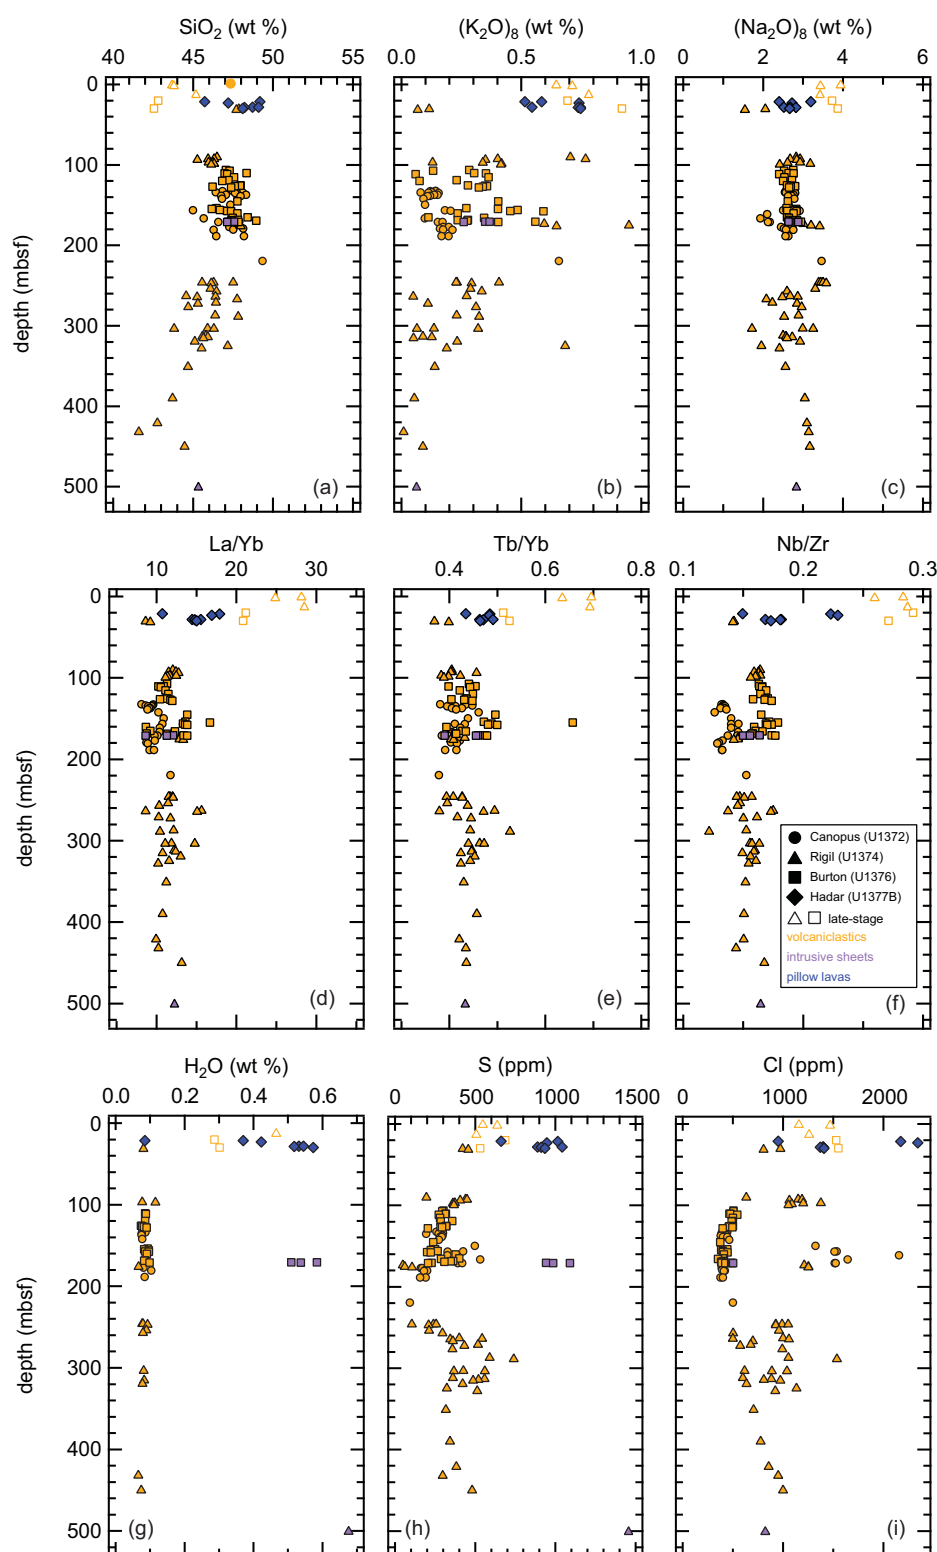 SiO2 (wt %) (K2O)8 (wt %) (Na2O)8 (wt %)
40 45 50 55 0.0 0.5 1.0 2 4 6
0
100
200
300
400
500
depth (mbsf)
(a) (b) (c)
La/Yb Tb/Yb Nb/Zr
10 20 30 0.4 0.6 0.8 0.1 0.2 0.3
0
100
200
300
400
500
depth (mbsf)
Canopus (U1372)
Rigil (U1374)
Burton (U1376)
Hadar (U1377B)
late-stage
volcaniclastics
intrusive sheets
pillow lavas
(d) (e) (f)
H2O (wt %) S (ppm) Cl (ppm)
0.0 0.2 0.4 0.6 0 500 1000 1500 0 1000 2000
0
100
200
300
400
500
depth (mbsf)
(g) (h) (i)